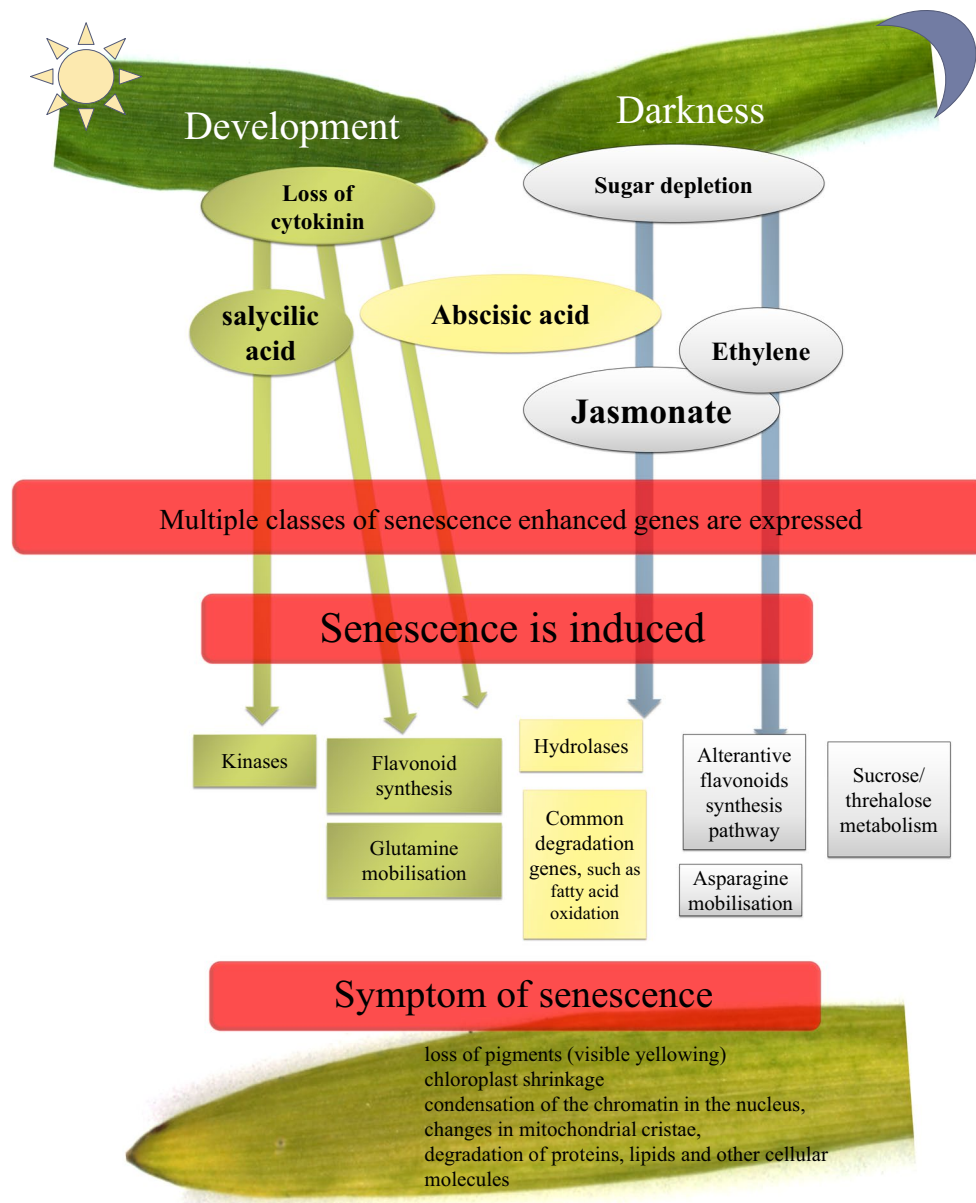 Development
Darkness
Loss of
cytokinin
Sugar depletion
salycilic
acid
Abscisic acid
Ethylene
Jasmonate
Multiple classes of senescence enhanced genes are expressed
Senescence is induced
Kinases
Flavonoid
synthesis
Glutamine
mobilisation
Hydrolases
Common
degradation
genes, such as
fatty acid
oxidation
Alterantive
flavonoids
synthesis
pathway
Asparagine
mobilisation
Sucrose/
threhalose
metabolism
Symptom of senescence
loss of pigments (visible yellowing)
chloroplast shrinkage
condensation of the chromatin in the nucleus,
changes in mitochondrial cristae,
degradation of proteins, lipids and other cellular
molecules